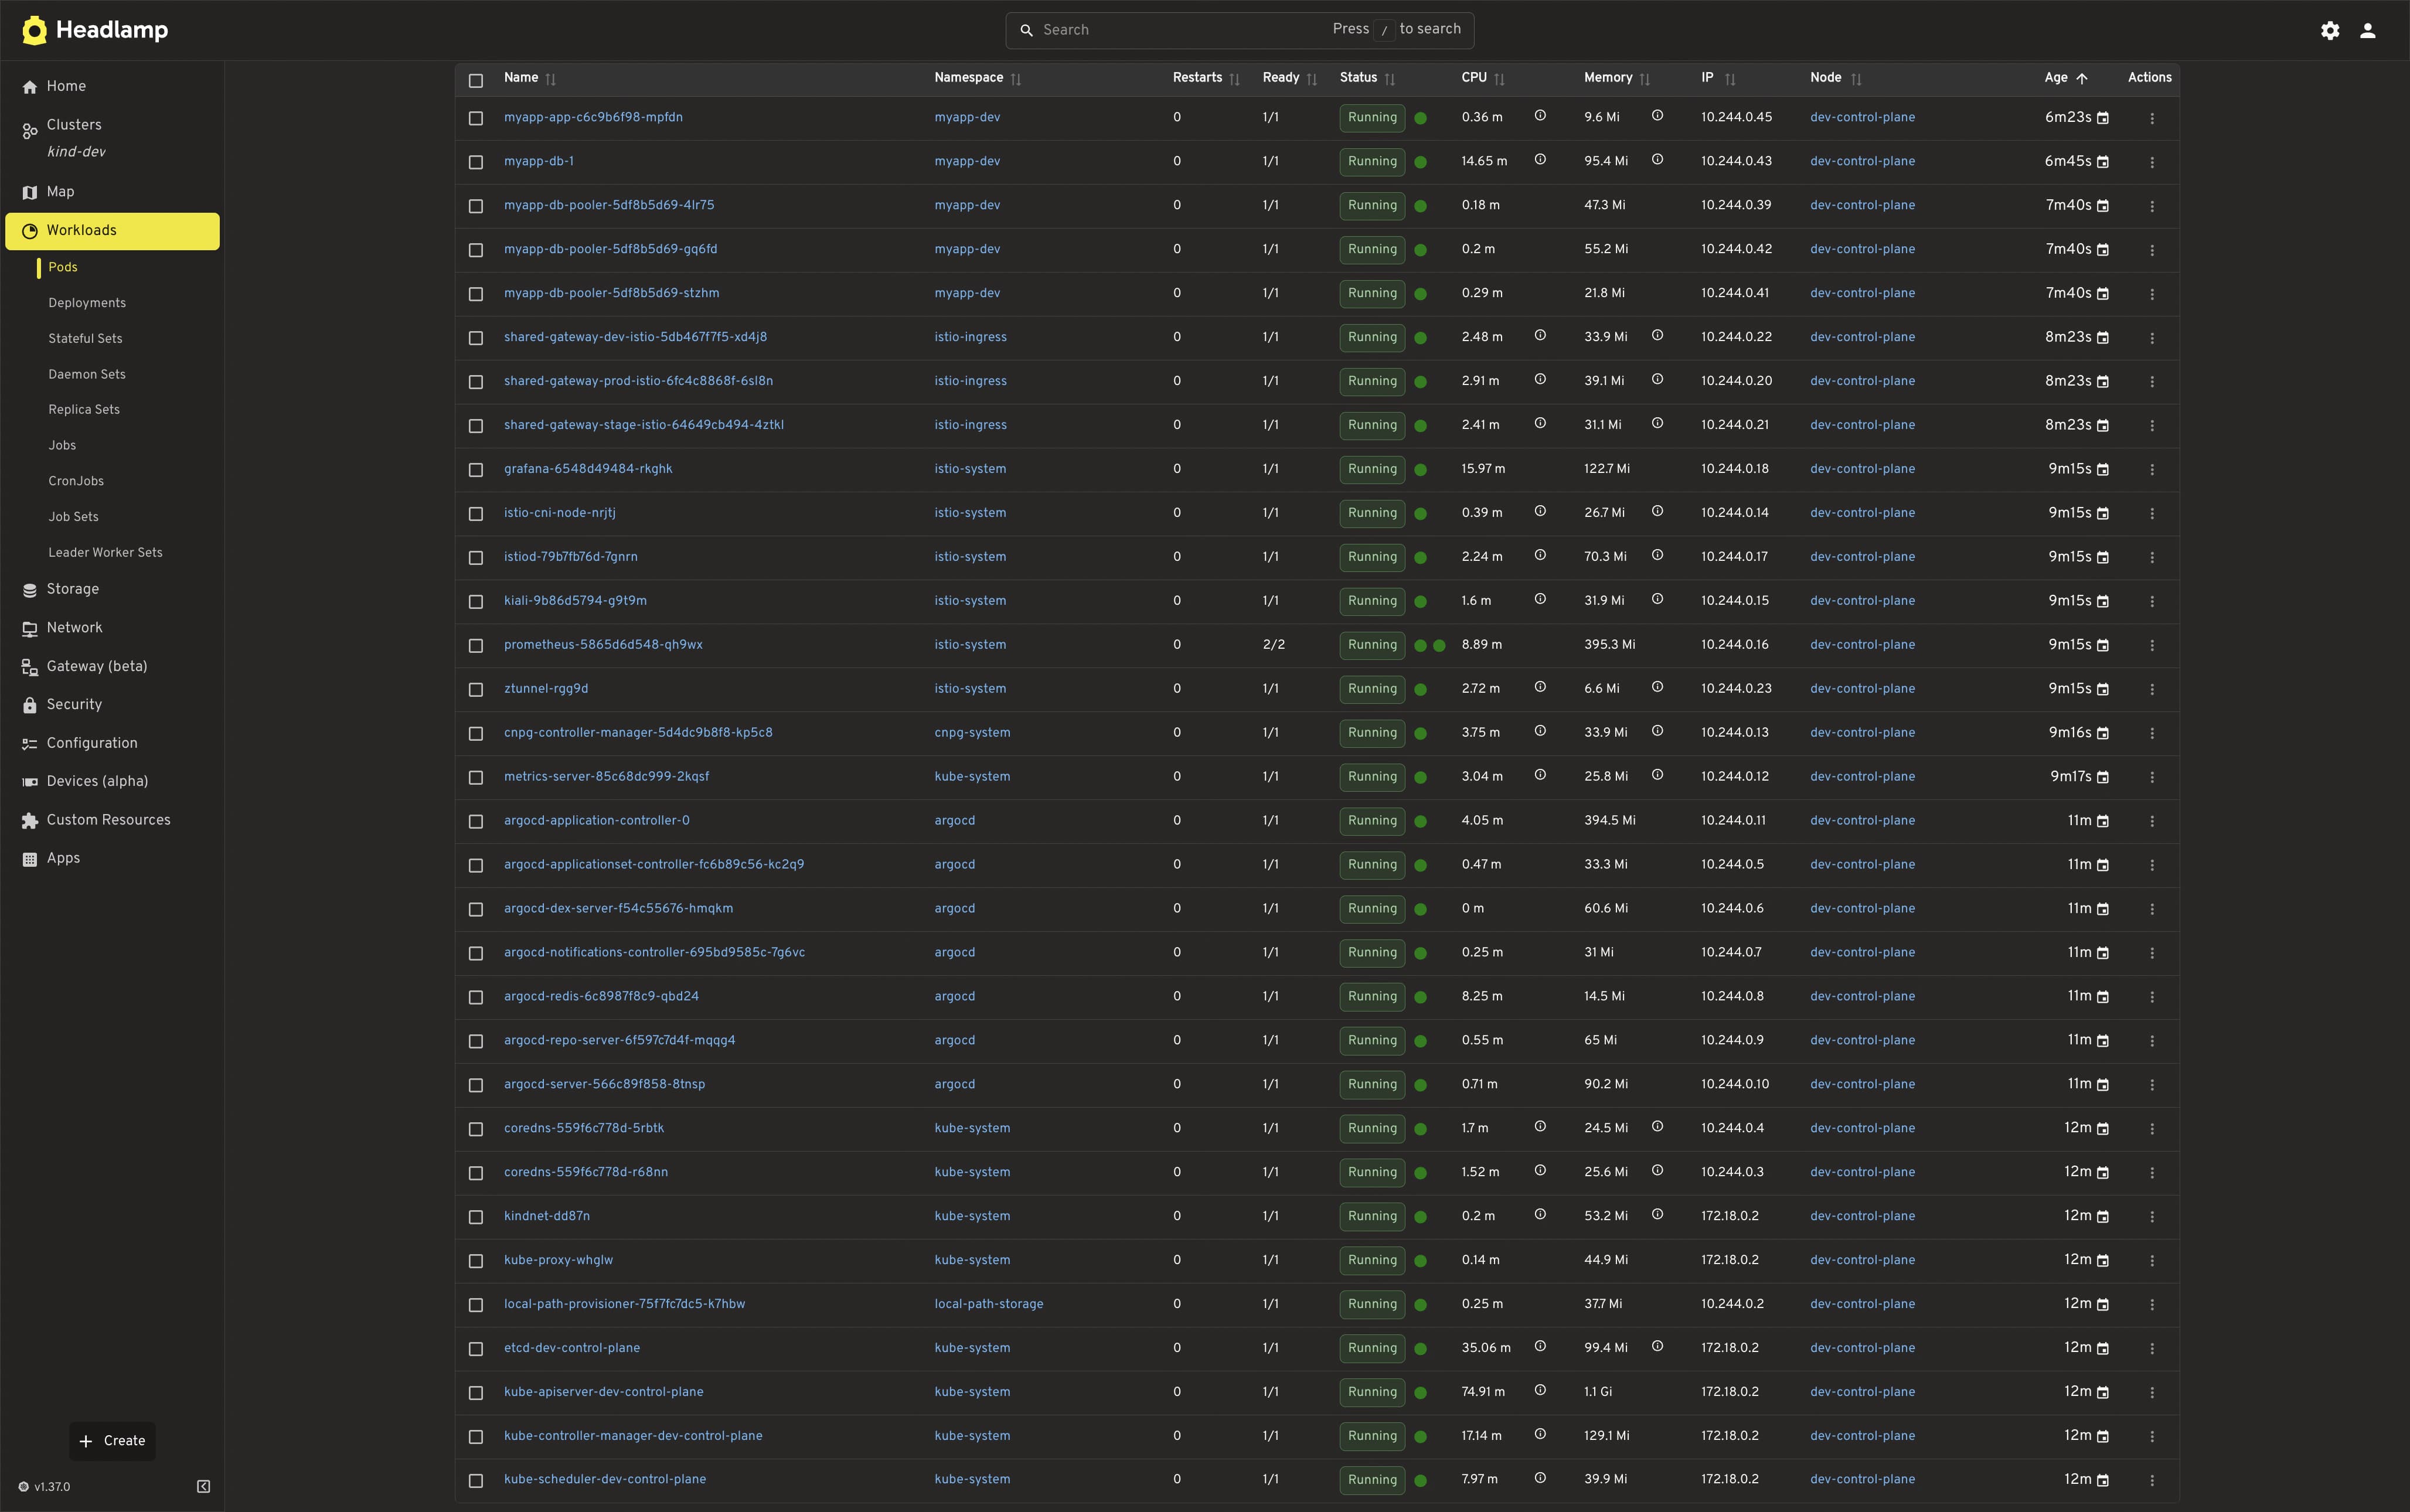 Headlamp
Search Press / to search
Home
Clusters
kind-dev
Map
Workloads
Pods
Deployments
Stateful Sets
Daemon Sets
Replica Sets
Jobs
CronJobs
Job Sets
Leader Worker Sets
Storage
Network
Gateway (beta)
Security
Configuration
Devices (alpha)
Custom Resources
Apps
Create
v1.37.0
Name Namespace Restarts Ready Status CPU Memory IP Node Age Actions
myapp-app-c6c9b6f98-mpfdn myapp-dev 0 1/1 Running 0.36 m 9.6 Mi 10.244.0.45 dev-control-plane 6m23s
myapp-db-1 myapp-dev 0 1/1 Running 14.65 m 95.4 Mi 10.244.0.43 dev-control-plane 6m45s
myapp-db-pooler-5df8b5d69-4lr75 myapp-dev 0 1/1 Running 0.18 m 47.3 Mi 10.244.0.39 dev-control-plane 7m40s
myapp-db-pooler-5df8b5d69-gq6fd myapp-dev 0 1/1 Running 0.2 m 55.2 Mi 10.244.0.42 dev-control-plane 7m40s
myapp-db-pooler-5df8b5d69-stzhm myapp-dev 0 1/1 Running 0.29 m 21.8 Mi 10.244.0.41 dev-control-plane 7m40s
shared-gateway-dev-istio-5db467f7f5-xd4j8 istio-ingress 0 1/1 Running 2.48 m 33.9 Mi 10.244.0.22 dev-control-plane 8m23s
shared-gateway-prod-istio-6fc4c8868f-6sl8n istio-ingress 0 1/1 Running 2.91 m 39.1 Mi 10.244.0.20 dev-control-plane 8m23s
shared-gateway-stage-istio-64649cb494-4ztkl istio-ingress 0 1/1 Running 2.41 m 31.1 Mi 10.244.0.21 dev-control-plane 8m23s
grafana-6548d49484-rkghk istio-system 0 1/1 Running 15.97 m 122.7 Mi 10.244.0.18 dev-control-plane 9m15s
istio-cni-node-nrjtj istio-system 0 1/1 Running 0.39 m 26.7 Mi 10.244.0.14 dev-control-plane 9m15s
istiod-79b7fb76d-7gnrn istio-system 0 1/1 Running 2.24 m 70.3 Mi 10.244.0.17 dev-control-plane 9m15s
kiali-9b86d5794-g9t9m istio-system 0 1/1 Running 1.6 m 31.9 Mi 10.244.0.15 dev-control-plane 9m15s
prometheus-5865d6d548-qh9wx istio-system 0 2/2 Running 8.89 m 395.3 Mi 10.244.0.16 dev-control-plane 9m15s
ztunnel-rgg9d istio-system 0 1/1 Running 2.72 m 6.6 Mi 10.244.0.23 dev-control-plane 9m15s
cnpg-controller-manager-5d4dc9b8f8-kp5c8 cnpg-system 0 1/1 Running 3.75 m 33.9 Mi 10.244.0.13 dev-control-plane 9m16s
metrics-server-85c68dc999-2kqsf kube-system 0 1/1 Running 3.04 m 25.8 Mi 10.244.0.12 dev-control-plane 9m17s
argocd-application-controller-0 argocd 0 1/1 Running 4.05 m 394.5 Mi 10.244.0.11 dev-control-plane 11m
argocd-applicationset-controller-fc6b89c56-kc2q9 argocd 0 1/1 Running 0.47 m 33.3 Mi 10.244.0.5 dev-control-plane 11m
argocd-dex-server-f54c55676-hmqkm argocd 0 1/1 Running 0 m 60.6 Mi 10.244.0.6 dev-control-plane 11m
argocd-notifications-controller-695bd9585c-7g6vc argocd 0 1/1 Running 0.25 m 31 Mi 10.244.0.7 dev-control-plane 11m
argocd-redis-6c8987f8c9-qbd24 argocd 0 1/1 Running 8.25 m 14.5 Mi 10.244.0.8 dev-control-plane 11m
argocd-repo-server-6f597c7d4f-mqqg4 argocd 0 1/1 Running 0.55 m 65 Mi 10.244.0.9 dev-control-plane 11m
argocd-server-566c89f858-8tnsp argocd 0 1/1 Running 0.71 m 90.2 Mi 10.244.0.10 dev-control-plane 11m
coredns-559f6c778d-5rbtk kube-system 0 1/1 Running 1.7 m 24.5 Mi 10.244.0.4 dev-control-plane 12m
coredns-559f6c778d-r68nn kube-system 0 1/1 Running 1.52 m 25.6 Mi 10.244.0.3 dev-control-plane 12m
kindnet-dd87n kube-system 0 1/1 Running 0.2 m 53.2 Mi 172.18.0.2 dev-control-plane 12m
kube-proxy-whglw kube-system 0 1/1 Running 0.14 m 44.9 Mi 172.18.0.2 dev-control-plane 12m
local-path-provisioner-75f7fc7dc5-k7hbw local-path-storage 0 1/1 Running 0.25 m 37.7 Mi 10.244.0.2 dev-control-plane 12m
etcd-dev-control-plane kube-system 0 1/1 Running 35.06 m 99.4 Mi 172.18.0.2 dev-control-plane 12m
kube-apiserver-dev-control-plane kube-system 0 1/1 Running 74.91 m 1.1 Gi 172.18.0.2 dev-control-plane 12m
kube-controller-manager-dev-control-plane kube-system 0 1/1 Running 17.14 m 129.1 Mi 172.18.0.2 dev-control-plane 12m
kube-scheduler-dev-control-plane kube-system 0 1/1 Running 7.97 m 39.9 Mi 172.18.0.2 dev-control-plane 12m